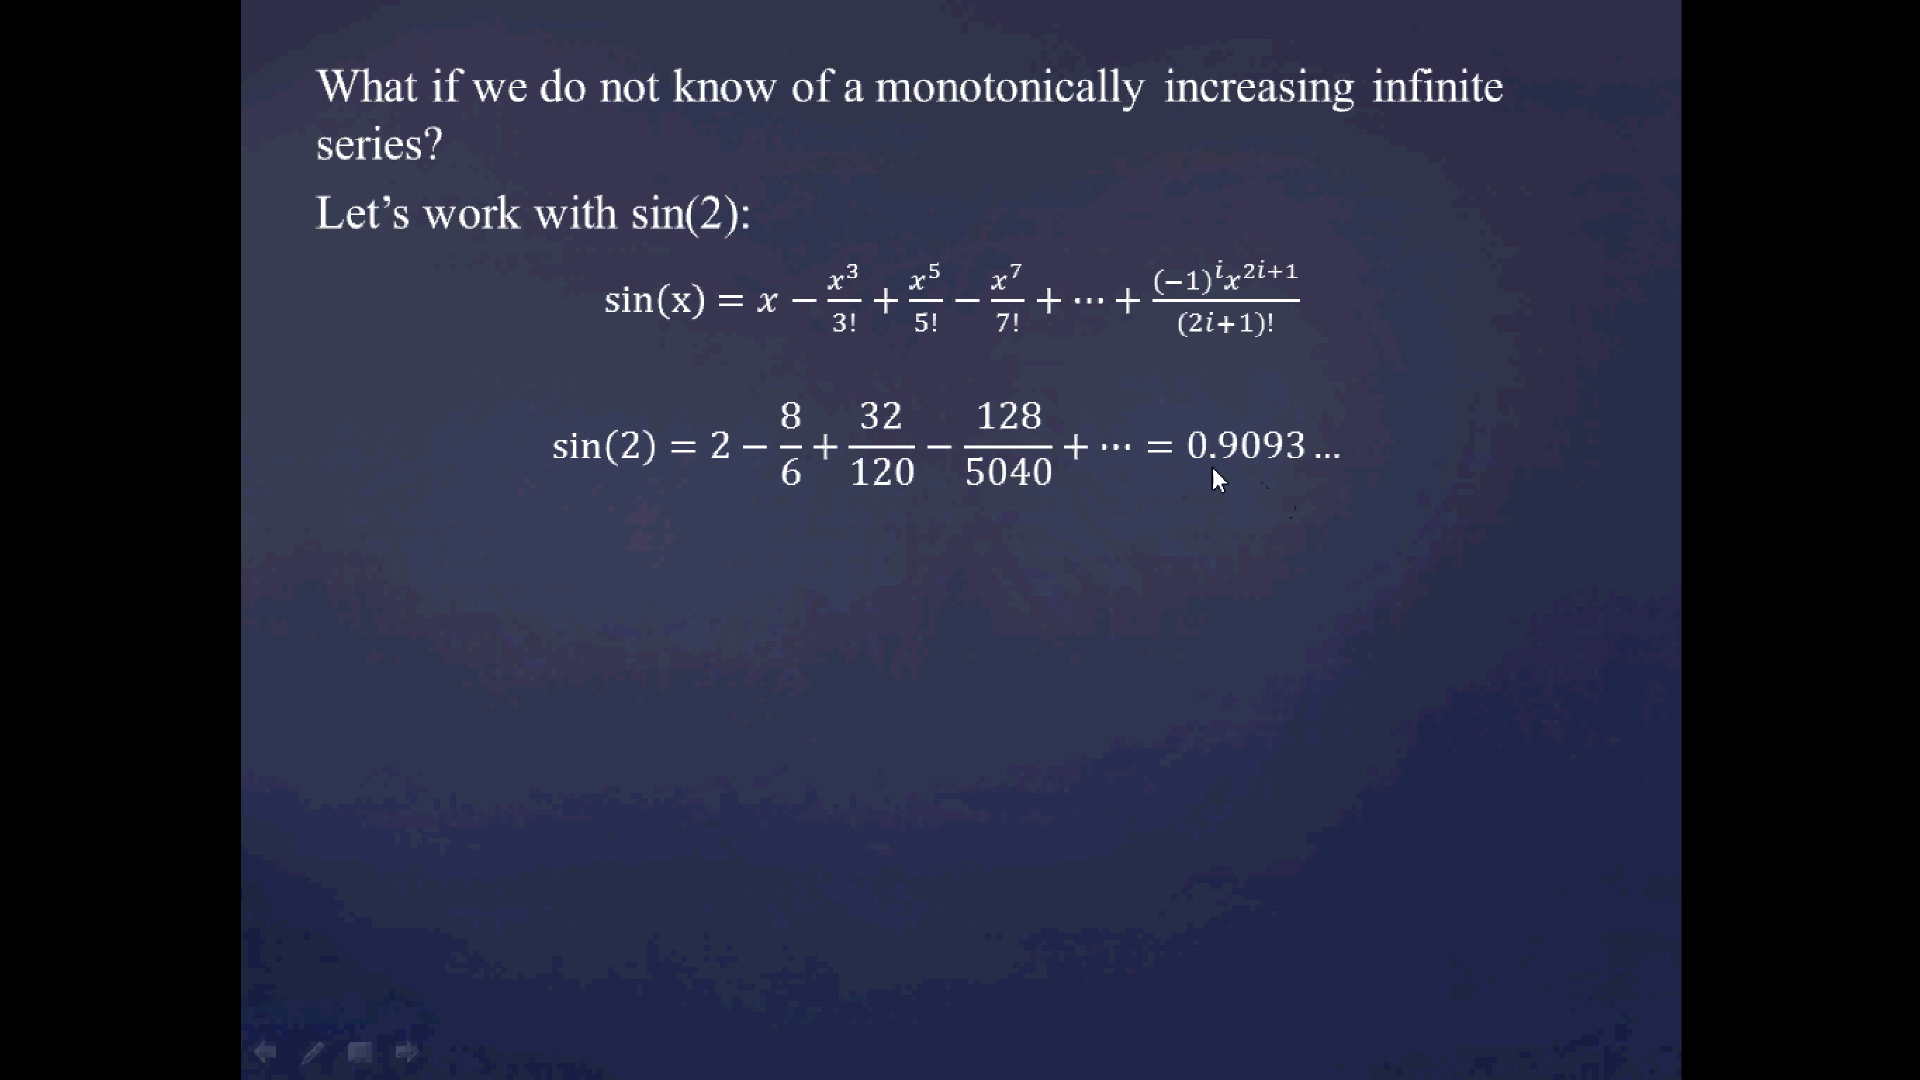 What if we do not know of a monotonically increasing infinite
series?
Let’s work with sin(2):
sin(x) = x − x³/3! + x⁵/5! − x⁷/7! + ⋯ + (−1)ⁱx²ⁱ⁺¹/(2i+1)!
sin(2) = 2 − 8/6 + 32/120 − 128/5040 + ⋯ = 0.9093 ...